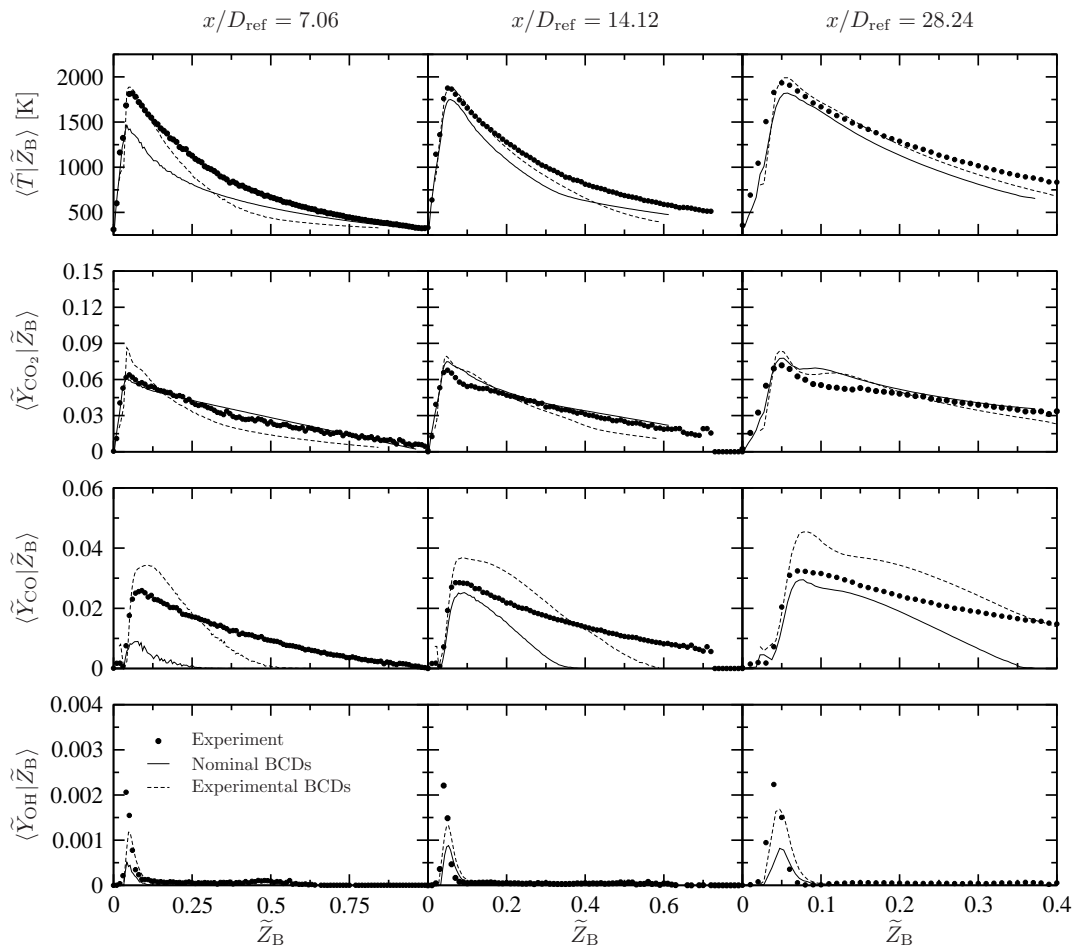 x/D_ref = 7.06 x/D_ref = 14.12 x/D_ref = 28.24
⟨T̃|Z̃_B⟩ [K]
2000
1750
1500
1250
1000
750
500
⟨Ỹ_CO₂|Z̃_B⟩
0.15
0.12
0.09
0.06
0.03
0
⟨Ỹ_CO|Z̃_B⟩
0.06
0.04
0.02
0
⟨Ỹ_OH|Z̃_B⟩
0.004
0.003
0.002
0.001
0
Experiment
Nominal BCDs
Experimental BCDs
0 0.25 0.5 0.75 0 0.2 0.4 0.6 0 0.1 0.2 0.3 0.4
Z̃_B Z̃_B Z̃_B